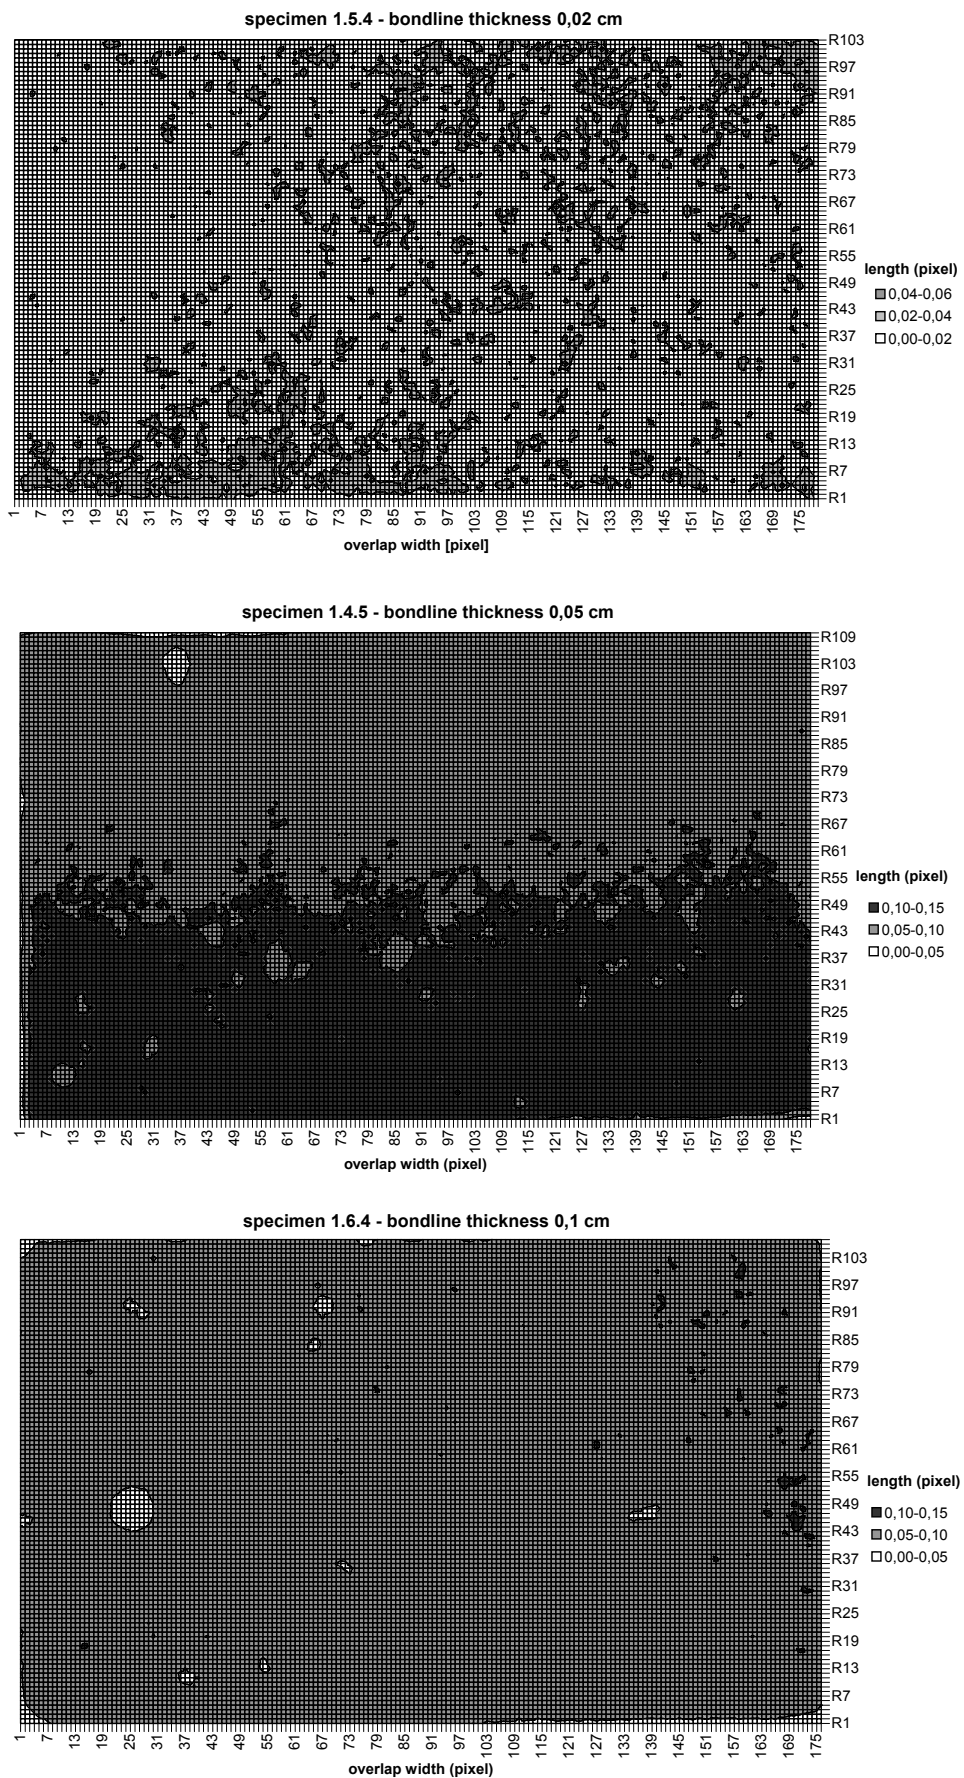 specimen 1.5.4 - bondline thickness 0,02 cm
R103
R97
R91
R85
R79
R73
R67
R61
R55
R49
R43
R37
R31
R25
R19
R13
R7
R1
length (pixel)
0,04-0,06
0,02-0,04
0,00-0,02
1 7 13 19 25 31 37 43 49 55 61 67 73 79 85 91 97 103 109 115 121 127 133 139 145 151 157 163 169 175
overlap width [pixel]
specimen 1.4.5 - bondline thickness 0,05 cm
R109
R103
R97
R91
R85
R79
R73
R67
R61
R55
R49
R43
R37
R31
R25
R19
R13
R7
R1
length (pixel)
0,10-0,15
0,05-0,10
0,00-0,05
1 7 13 19 25 31 37 43 49 55 61 67 73 79 85 91 97 103 109 115 121 127 133 139 145 151 157 163 169 175
overlap width (pixel)
specimen 1.6.4 - bondline thickness 0,1 cm
R103
R97
R91
R85
R79
R73
R67
R61
R55
R49
R43
R37
R31
R25
R19
R13
R7
R1
length (pixel)
0,10-0,15
0,05-0,10
0,00-0,05
1 7 13 19 25 31 37 43 49 55 61 67 73 79 85 91 97 103 109 115 121 127 133 139 145 151 157 163 169 175
overlap width (pixel)